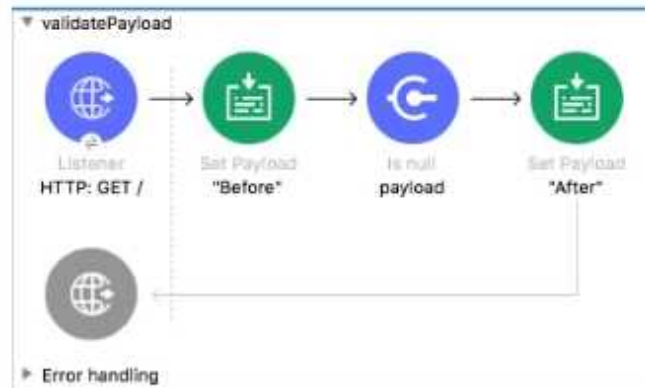 validatePayload
Listener
HTTP: GET /
Set Payload
"Before"
Is null
payload
Set Payload
"After"
Error handling